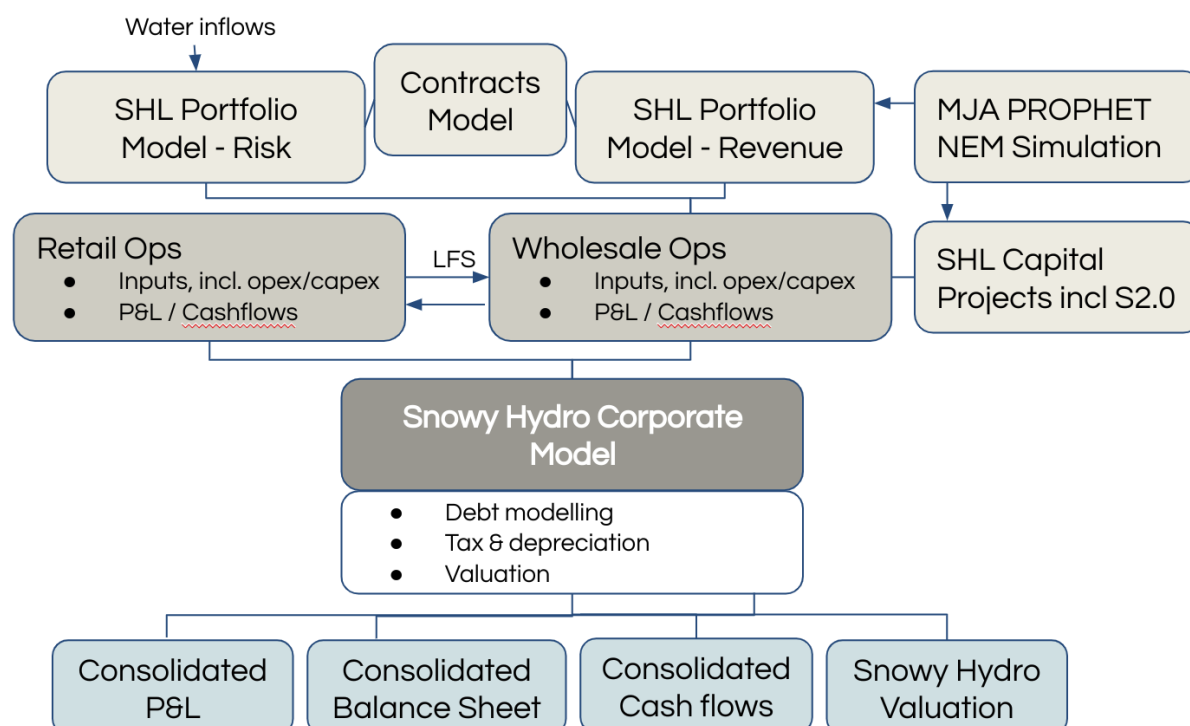 Water inflows
SHL Portfolio
Model - Risk
Contracts
Model
SHL Portfolio
Model - Revenue
MJA PROPHET
NEM Simulation
Retail Ops
● Inputs, incl. opex/capex
● P&L / Cashflows
LFS
Wholesale Ops
● Inputs, incl. opex/capex
● P&L / Cashflows
SHL Capital
Projects incl S2.0
Snowy Hydro Corporate
Model
● Debt modelling
● Tax & depreciation
● Valuation
Consolidated
P&L
Consolidated
Balance Sheet
Consolidated
Cash flows
Snowy Hydro
Valuation